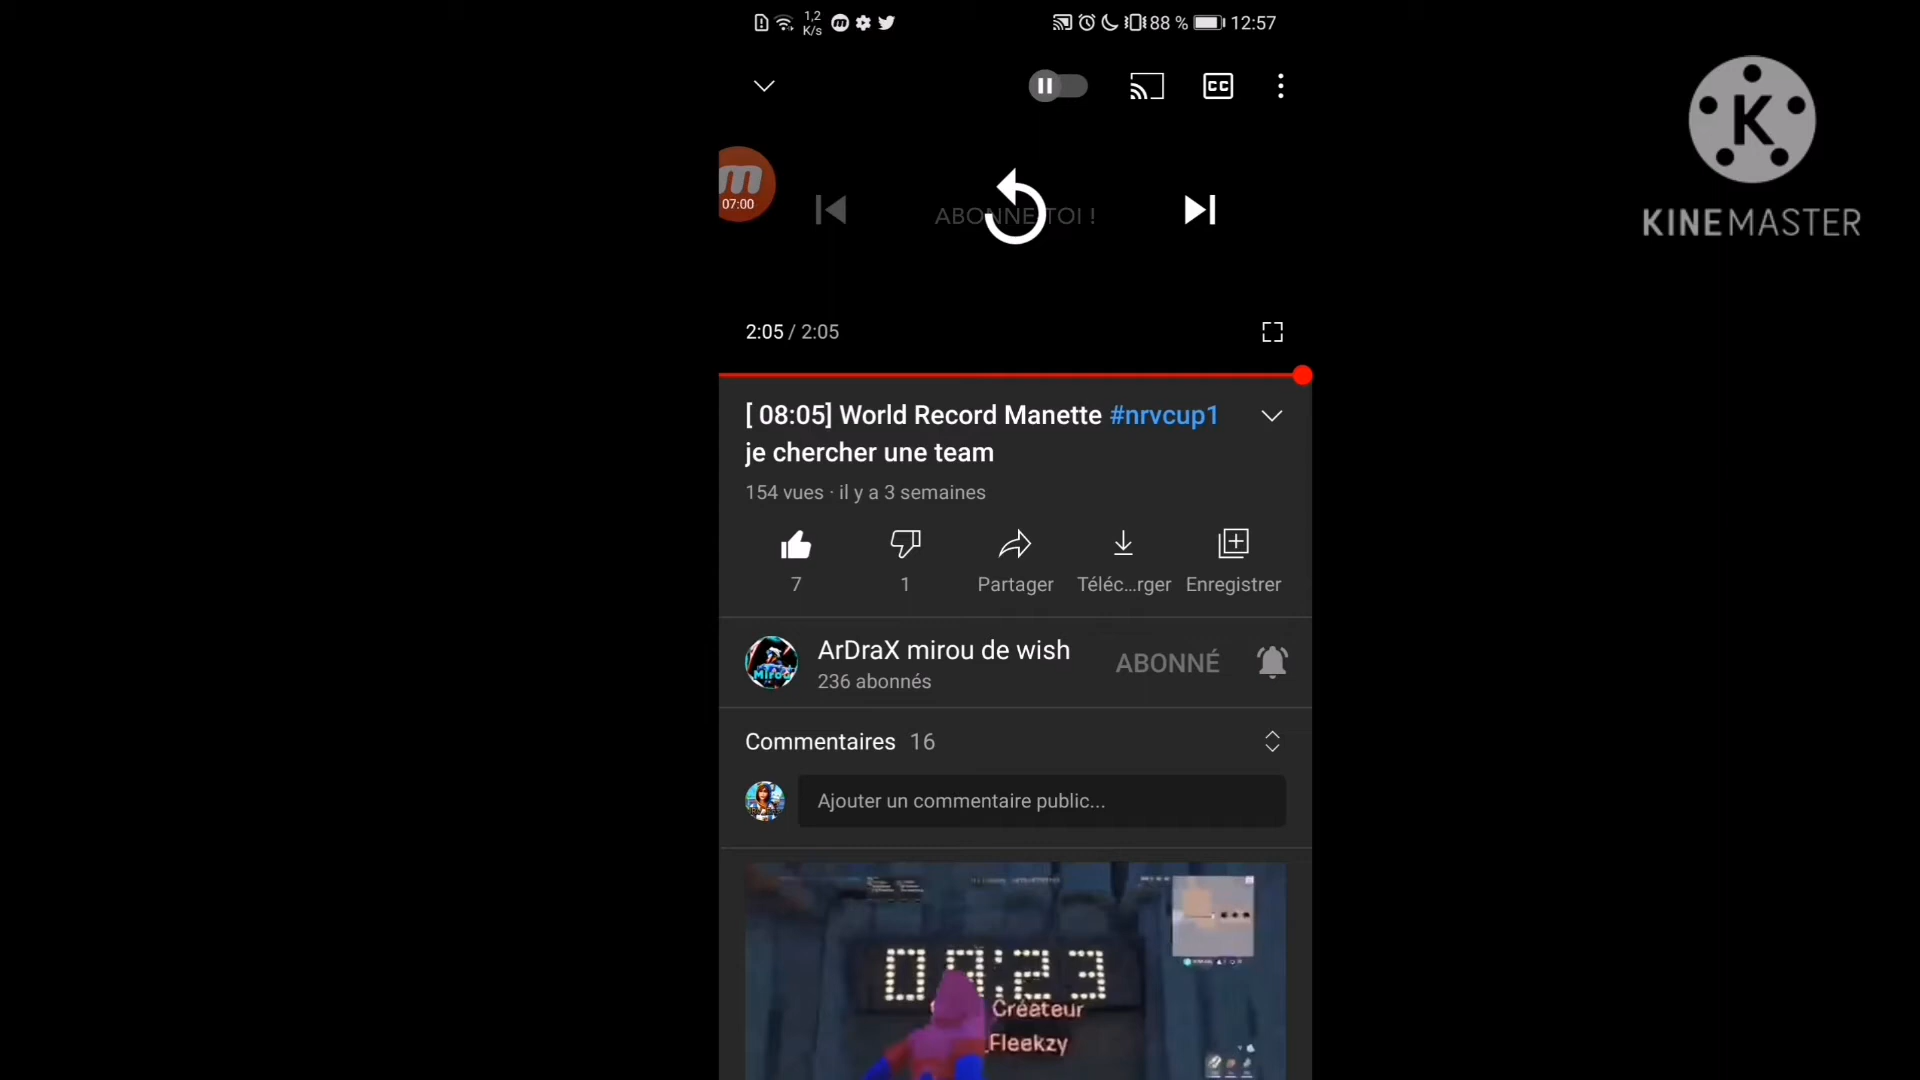 1,2
K/s
88 %
12:57
CC
07:00
ABONNE TOI !
2:05 / 2:05
[ 08:05] World Record Manette #nrvcup1
je chercher une team
154 vues · il y a 3 semaines
7
1
Partager
Téléc...rger
Enregistrer
Mirou
ArDraX mirou de wish
236 abonnés
ABONNÉ
Commentaires 16
Ajouter un commentaire public...
Créateur
Fleekzy
K
KINEMASTER